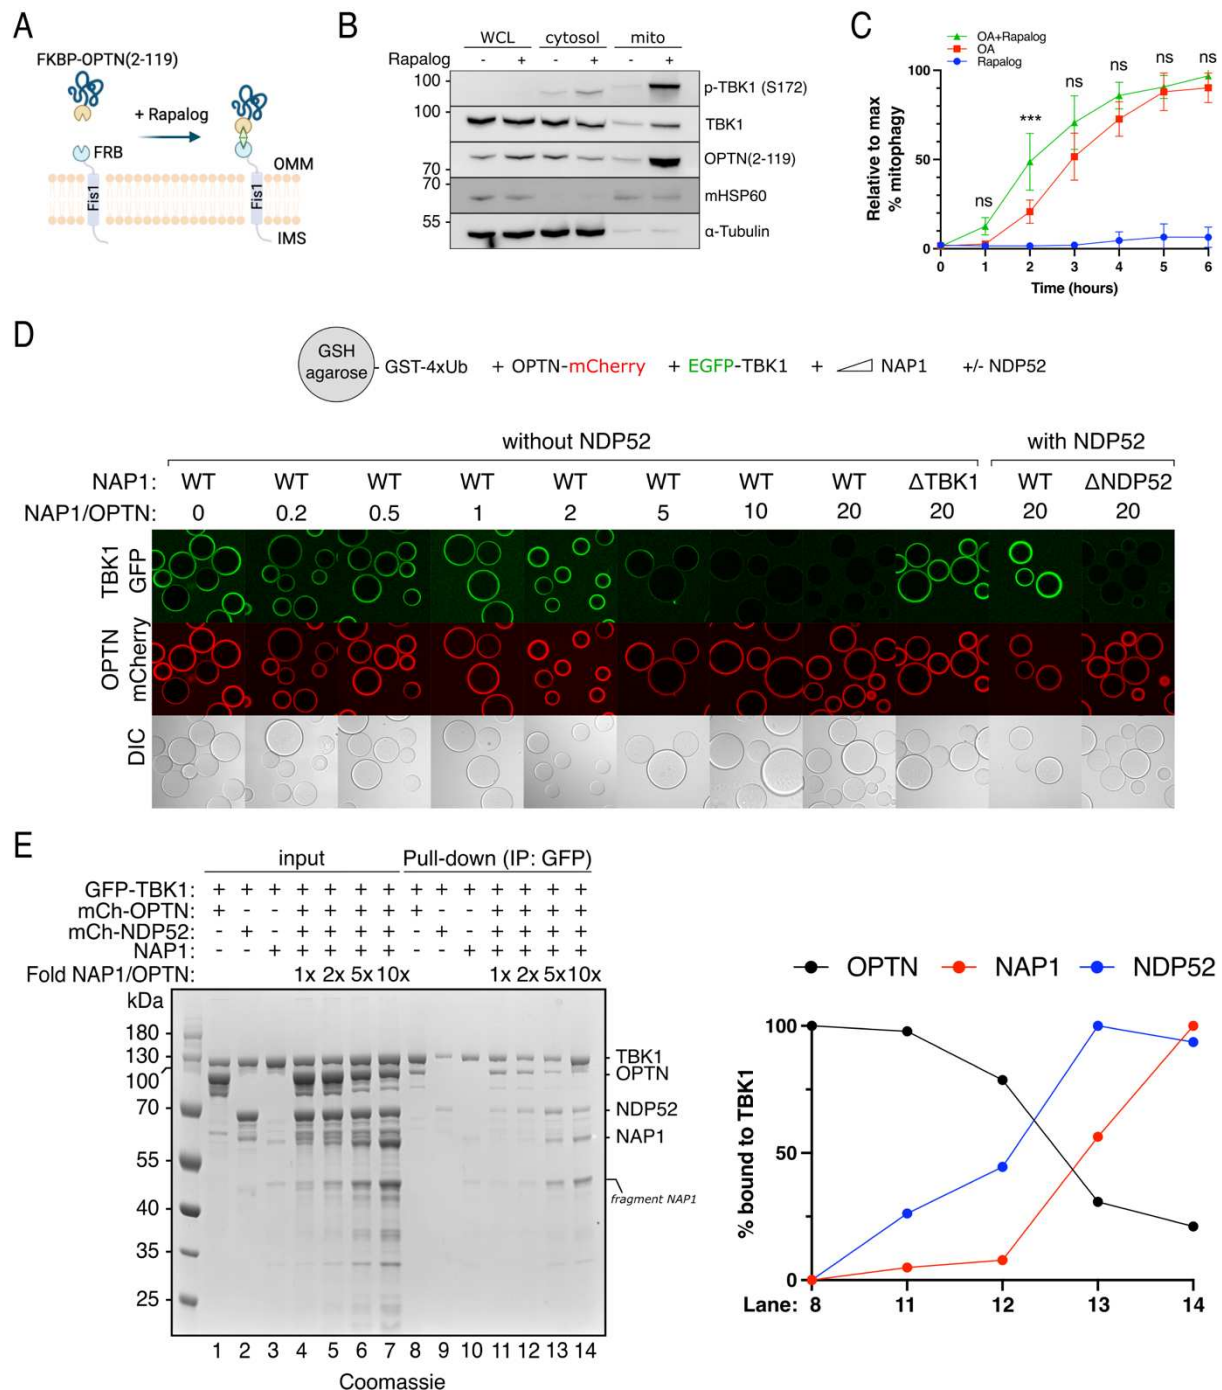 A
FKBP-OPTN(2-119)
+ Rapalog
FRB
OMM
Fis1
Fis1
IMS
B
WCL cytosol mito
Rapalog - + - + - +
100 p-TBK1 (S172)
100 TBK1
70 OPTN(2-119)
70 mHSP60
55 α-Tubulin
C
OA+Rapalog
OA
Rapalog
Relative to max
% mitophagy
100
50
0
ns *** ns ns ns ns
0 1 2 3 4 5 6
Time (hours)
D
GSH
agarose
GST-4xUb + OPTN-mCherry + EGFP-TBK1 + NAP1 +/- NDP52
without NDP52 with NDP52
NAP1: WT WT WT WT WT WT WT WT ΔTBK1 WT ΔNDP52
NAP1/OPTN: 0 0.2 0.5 1 2 5 10 20 20 20 20
TBK1
GFP
OPTN
mCherry
DIC
E
input Pull-down (IP: GFP)
GFP-TBK1: + + + + + + + + + + + + + +
mCh-OPTN: + - - + + + + + - - + + + +
mCh-NDP52: - + - + + + + - + - + + + +
NAP1: - - + + + + + - - + + + + +
Fold NAP1/OPTN: 1x 2x 5x 10x 1x 2x 5x 10x
kDa
180
130
100
70
55
40
35
25
TBK1
OPTN
NDP52
NAP1
fragment NAP1
1 2 3 4 5 6 7 8 9 10 11 12 13 14
Coomassie
OPTN NAP1 NDP52
% bound to TBK1
100
50
0
Lane: 8 11 12 13 14